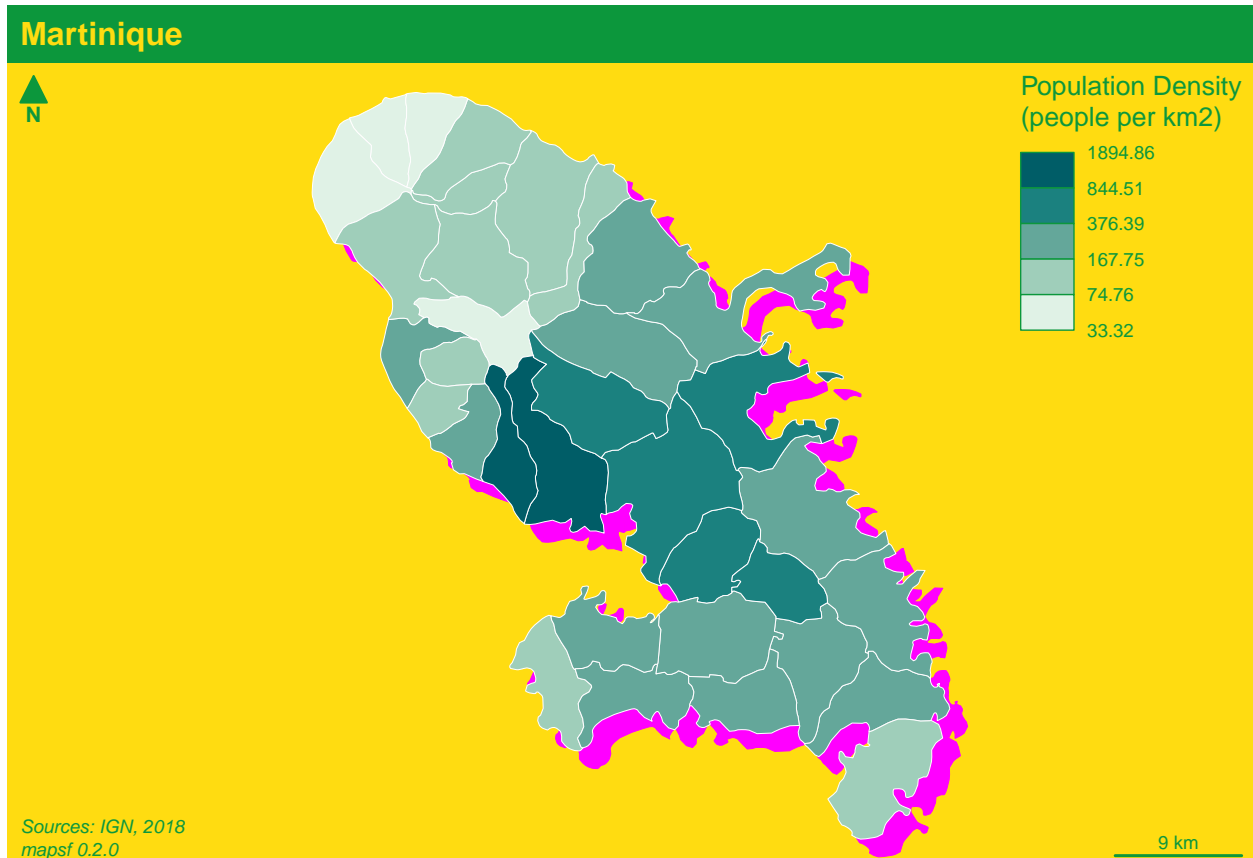 Martinique
N
Population Density
(people per km2)
1894.86
844.51
376.39
167.75
74.76
33.32
Sources: IGN, 2018
mapsf 0.2.0
9 km